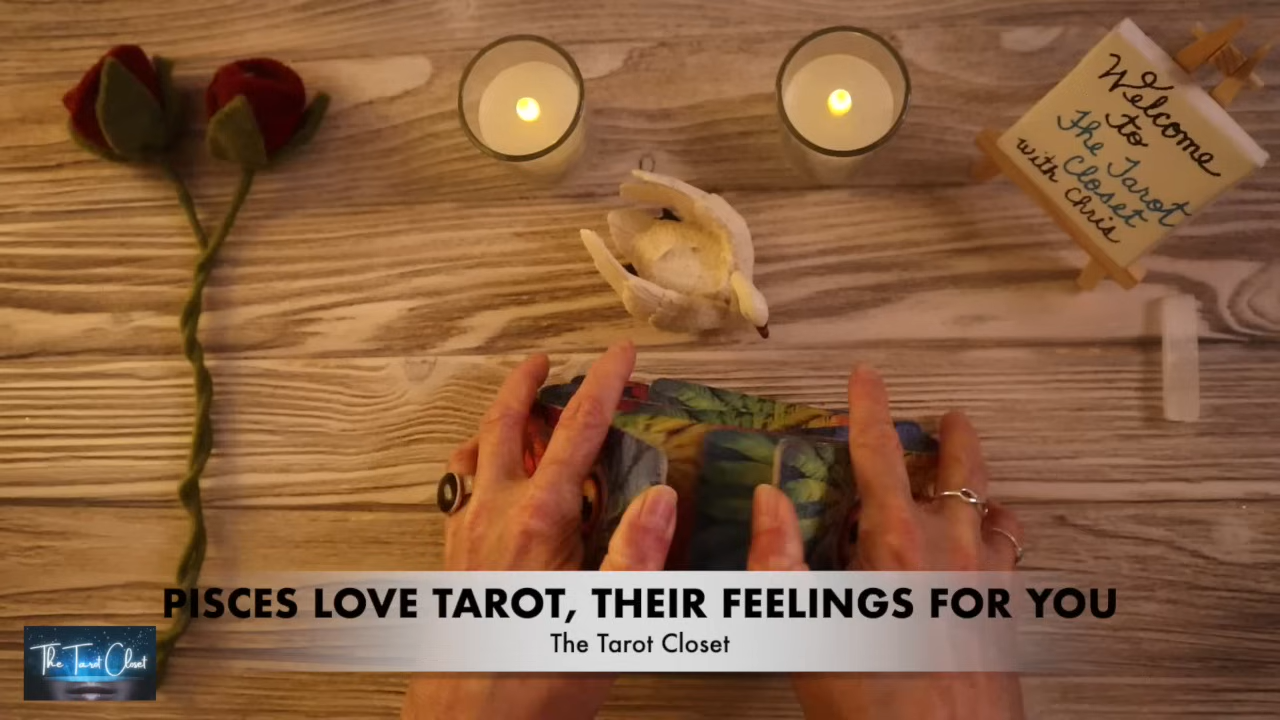 Welcome
to
The Tarot
Closet
with Chris
PISCES LOVE TAROT, THEIR FEELINGS FOR YOU
The Tarot Closet
The Tarot Closet